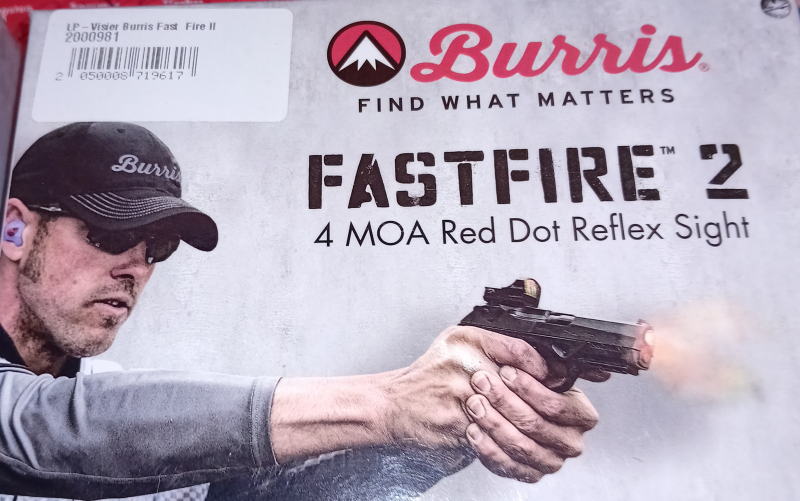 LP - Visier Burris Fast Fire II
2000981
2 050008 719617
Burris®
FIND WHAT MATTERS
FASTFIRE™ 2
4 MOA Red Dot Reflex Sight
Burris